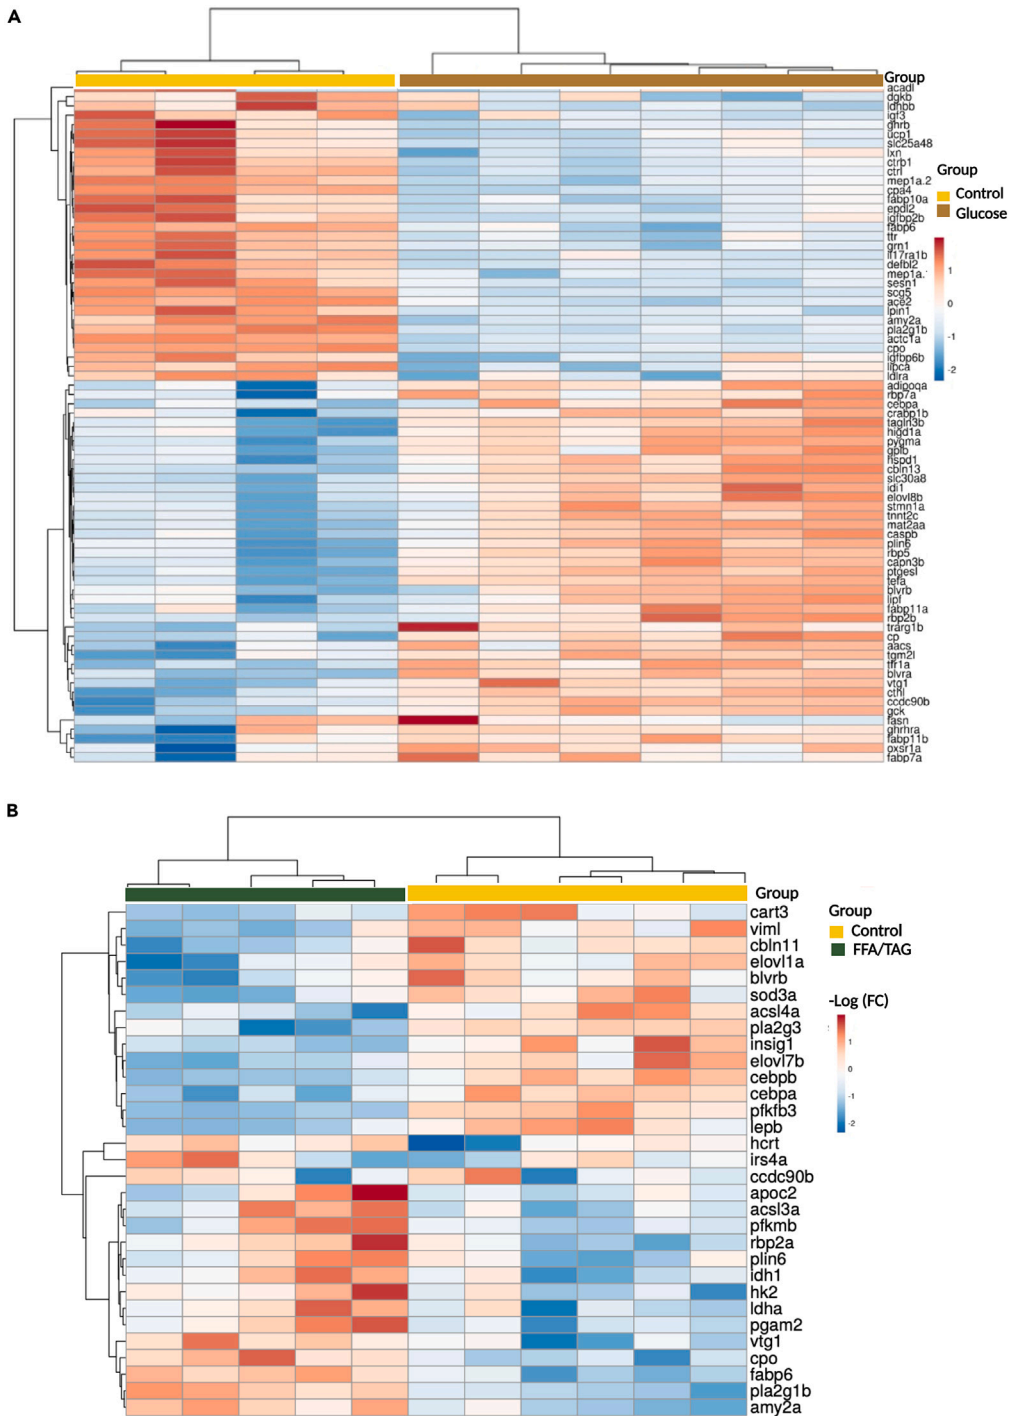 A
Group
acadl
dgkb
ldhbb
igf3
ghrb
ucp1
slc25a48
lxn
ctrb1
ctrl
mep1a.2
cpa4
fabp10a
epdl2
igfbp2b
fabp6
ttr
grn1
il17ra1b
defbl2
mep1a.
sesn1
scg5
ace2
lpin1
amy2a
pla2g1b
actc1a
cpo
igfbp6b
lipca
ldlra
adipoqa
rbp7a
cebpa
crabp1b
tagln3b
higd1a
pygma
gplb
hspd1
cbln13
slc30a8
idi1
elovl8b
stmn1a
tnnt2c
mat2aa
caspb
plin6
rbp5
capn3b
ptgesl
tefa
blvrb
lipf
fabp11a
rbp2b
trarg1b
cp
aacs
tgm2l
tfr1a
blvra
vtg1
cthl
ccdc90b
gck
fasn
ghrhra
fabp11b
oxsr1a
fabp7a
Group
Control
Glucose
1
0
-1
-2
B
Group
cart3
viml
cbln11
elovl1a
blvrb
sod3a
acsl4a
pla2g3
insig1
elovl7b
cebpb
cebpa
pfkfb3
lepb
hcrt
irs4a
ccdc90b
apoc2
acsl3a
pfkmb
rbp2a
plin6
idh1
hk2
ldha
pgam2
vtg1
cpo
fabp6
pla2g1b
amy2a
Group
Control
FFA/TAG
-Log (FC)
1
0
-1
-2